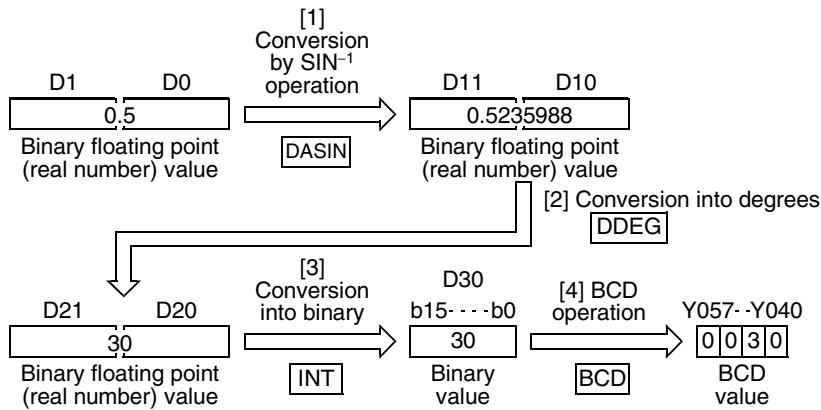 [1]
Conversion
by SIN⁻¹
operation
D1 D0
0.5
Binary floating point
(real number) value
DASIN
D11 D10
0.5235988
Binary floating point
(real number) value
[2] Conversion into degrees
DDEG
D21 D20
30
Binary floating point
(real number) value
[3]
Conversion
into binary
INT
D30
b15----b0
30
Binary
value
[4] BCD
operation
BCD
Y057--Y040
0 0 3 0
BCD
value